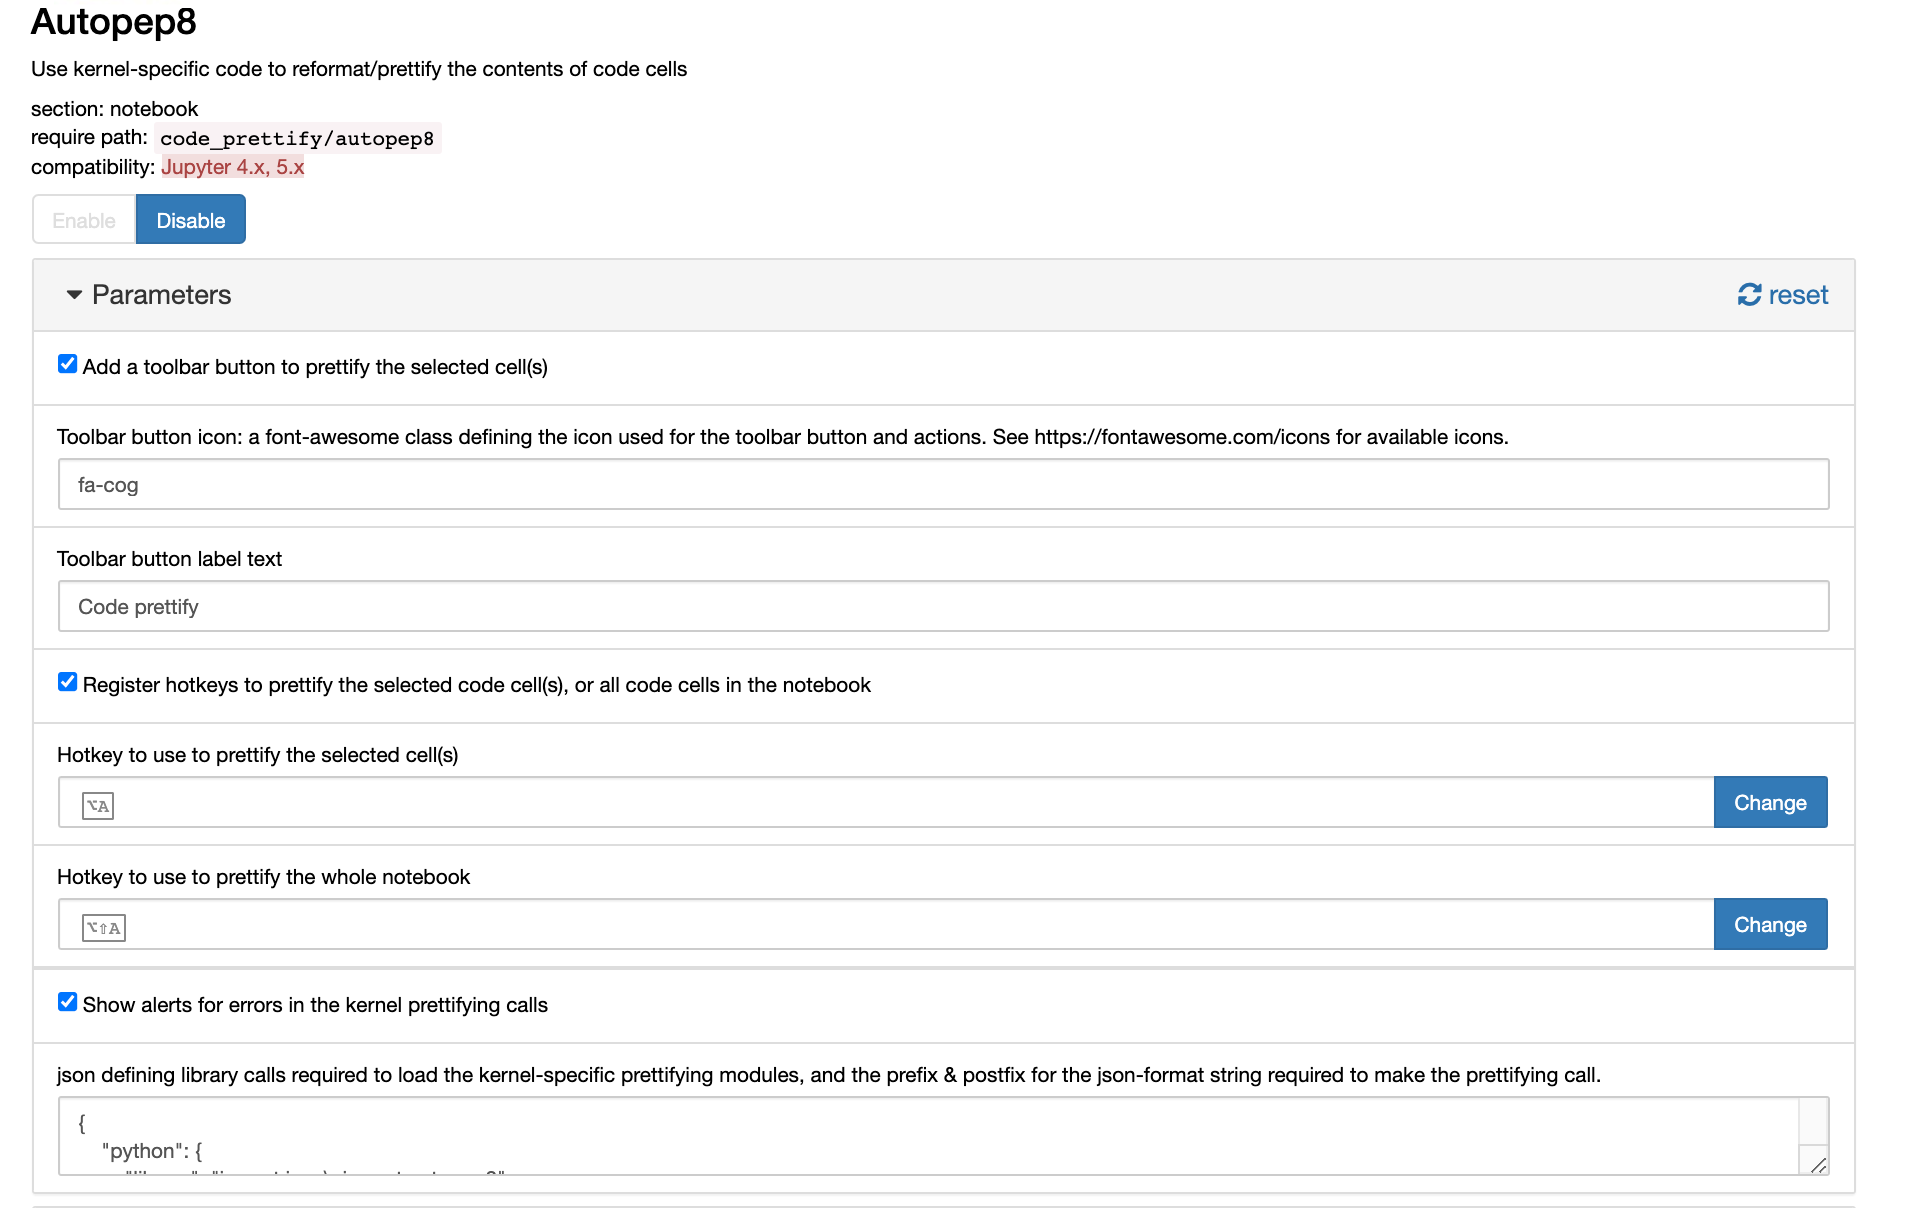 Autopep8
Use kernel-specific code to reformat/prettify the contents of code cells
section: notebook
require path: code_prettify/autopep8
compatibility: Jupyter 4.x, 5.x
Enable Disable
Parameters reset
Add a toolbar button to prettify the selected cell(s)
Toolbar button icon: a font-awesome class defining the icon used for the toolbar button and actions. See https://fontawesome.com/icons for available icons.
fa-cog
Toolbar button label text
Code prettify
Register hotkeys to prettify the selected code cell(s), or all code cells in the notebook
Hotkey to use to prettify the selected cell(s)
⌥A Change
Hotkey to use to prettify the whole notebook
⌥⇧A Change
Show alerts for errors in the kernel prettifying calls
json defining library calls required to load the kernel-specific prettifying modules, and the prefix & postfix for the json-format string required to make the prettifying call.
{
"python": {